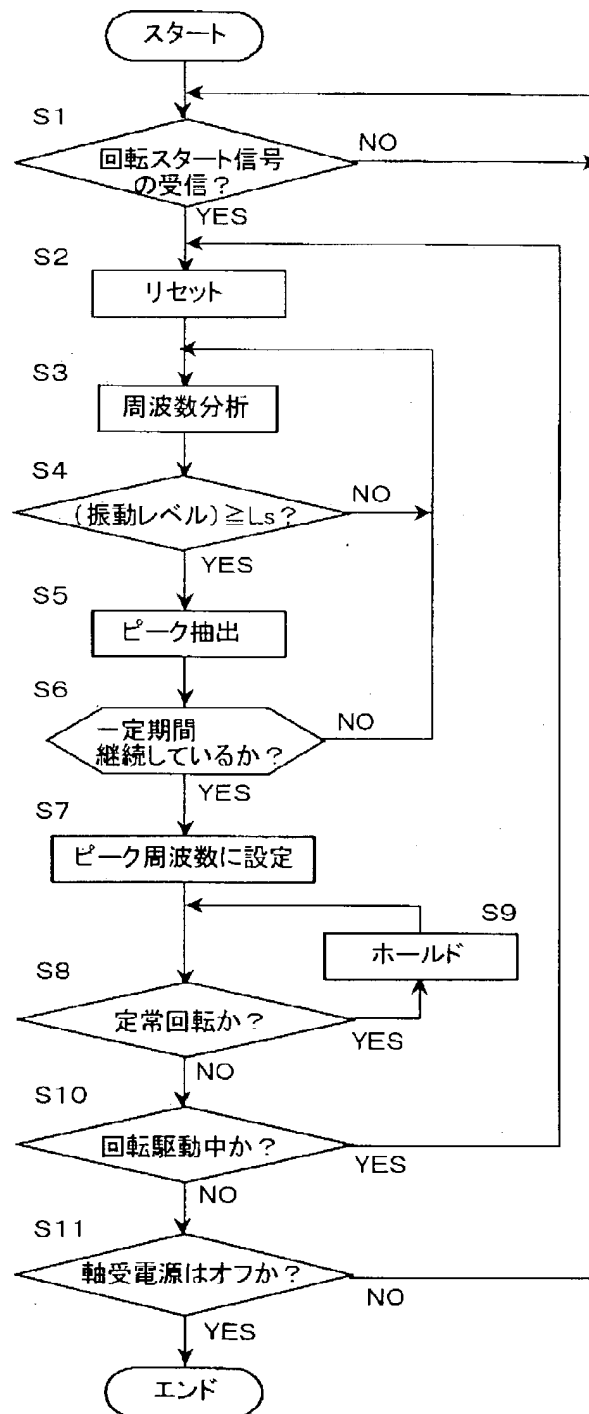 スタート
S1
回転スタート信号
の受信？
NO
YES
S2
リセット
S3
周波数分析
S4
（振動レベル）≧Ls？
NO
YES
S5
ピーク抽出
S6
一定期間
継続しているか？
NO
YES
S7
ピーク周波数に設定
S9
ホールド
S8
定常回転か？
YES
NO
S10
回転駆動中か？
YES
NO
S11
軸受電源はオフか？
NO
YES
エンド